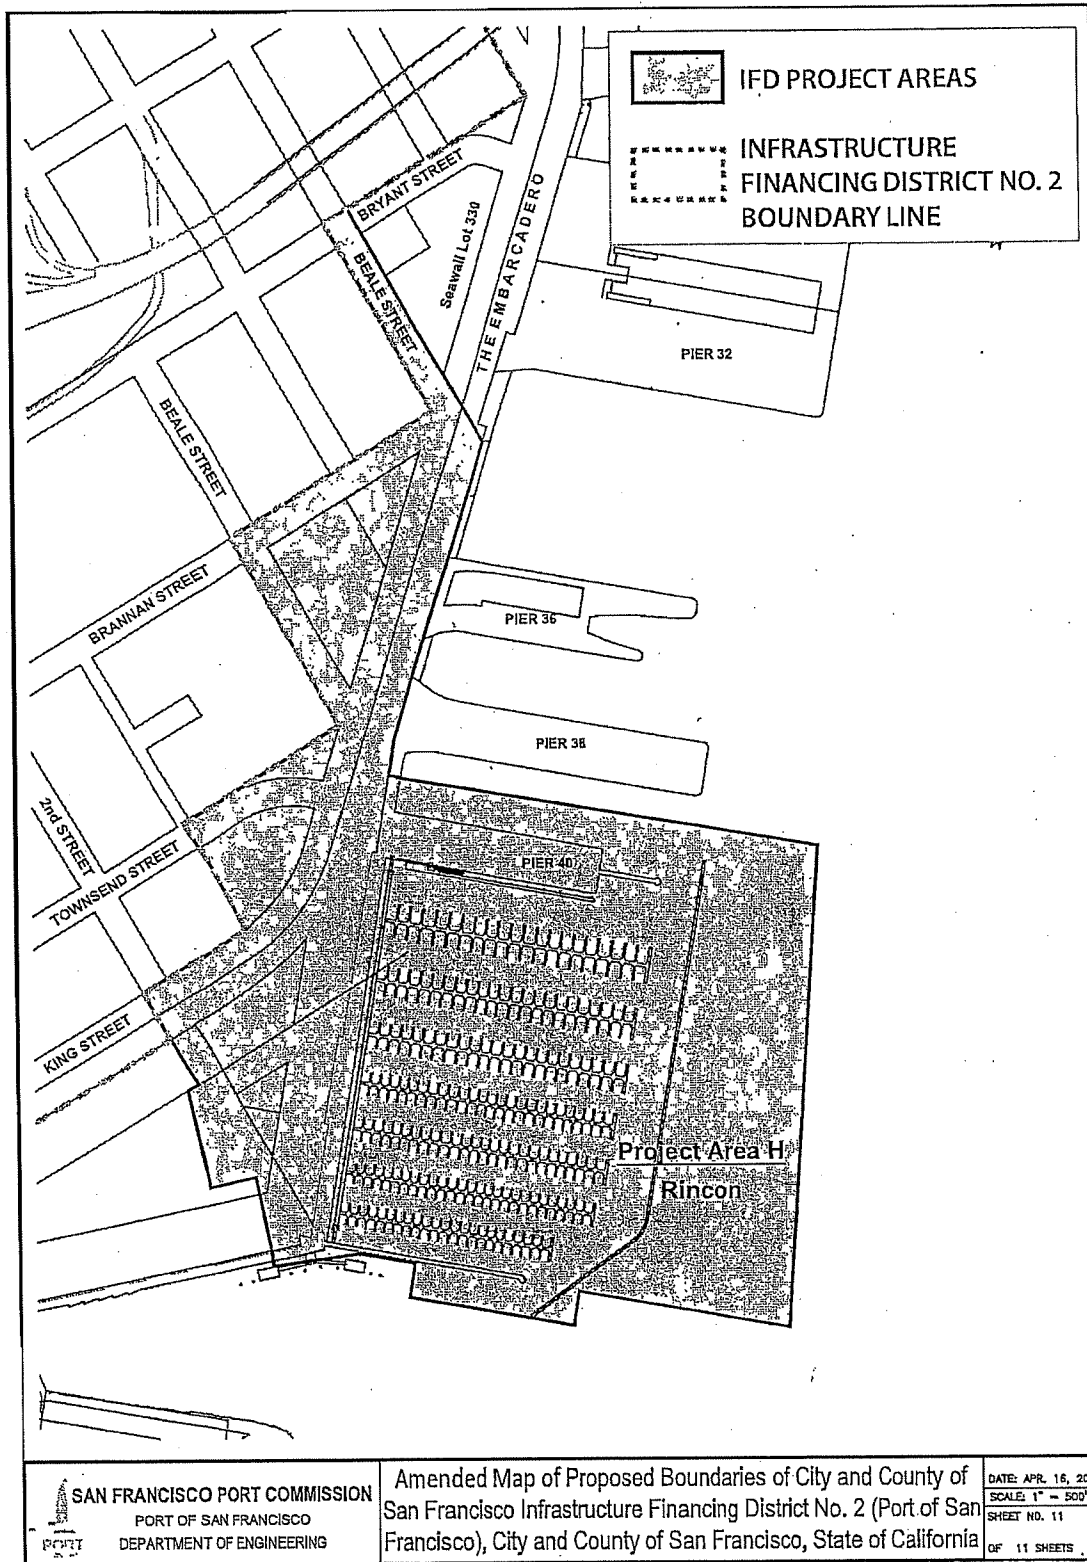 IFD PROJECT AREAS
INFRASTRUCTURE
FINANCING DISTRICT NO. 2
BOUNDARY LINE
BRYANT STREET
BEALE STREET
Seawall Lot 330
THE EMBARCADERO
PIER 32
BEALE STREET
BRANNAN STREET
PIER 36
PIER 38
2nd STREET
TOWNSEND STREET
PIER 40
KING STREET
Project Area H
Rincon
SAN FRANCISCO PORT COMMISSION
PORT OF SAN FRANCISCO
DEPARTMENT OF ENGINEERING
PORT
Amended Map of Proposed Boundaries of City and County of
San Francisco Infrastructure Financing District No. 2 (Port of San
Francisco), City and County of San Francisco, State of California
DATE: APR. 16, 20
SCALE: 1" = 500'
SHEET NO. 11
OF 11 SHEETS